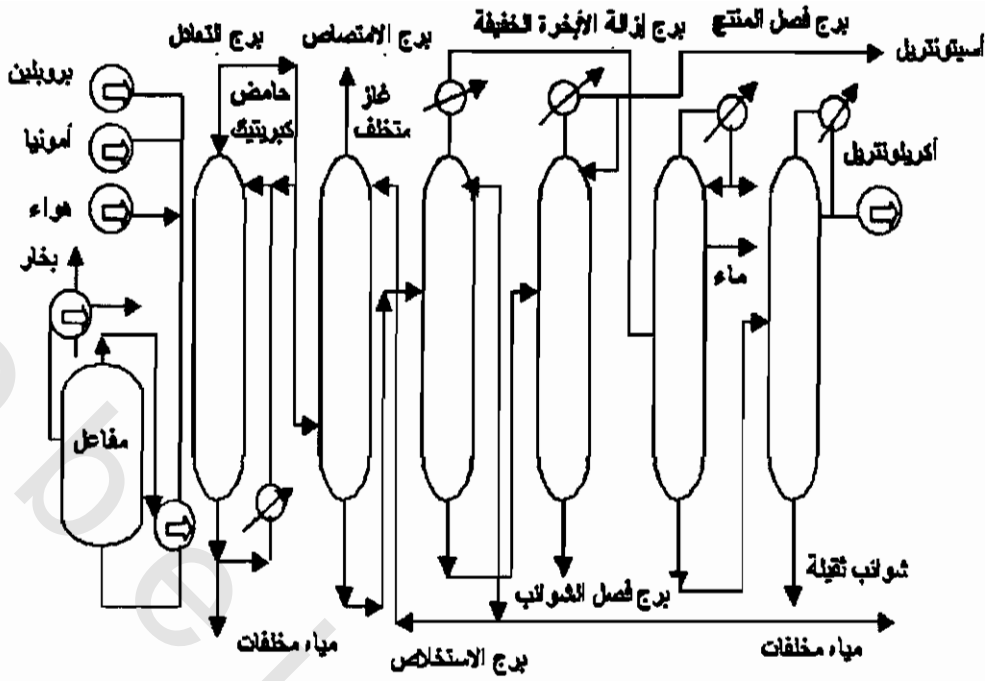 برج التعادل
برج الامتصاص
برج إزالة الأبخرة الخفيفة
برج فصل المنتج
أسيتونتريل
بروبلين
أمونيا
هواء
بخار
مفاعل
حامض
كبريتيك
غاز
متخلف
أكريلونتريل
ماء
شوائب ثقيلة
برج فصل الشوائب
مياه مخلفات
برج الاستخلاص
مياه مخلفات